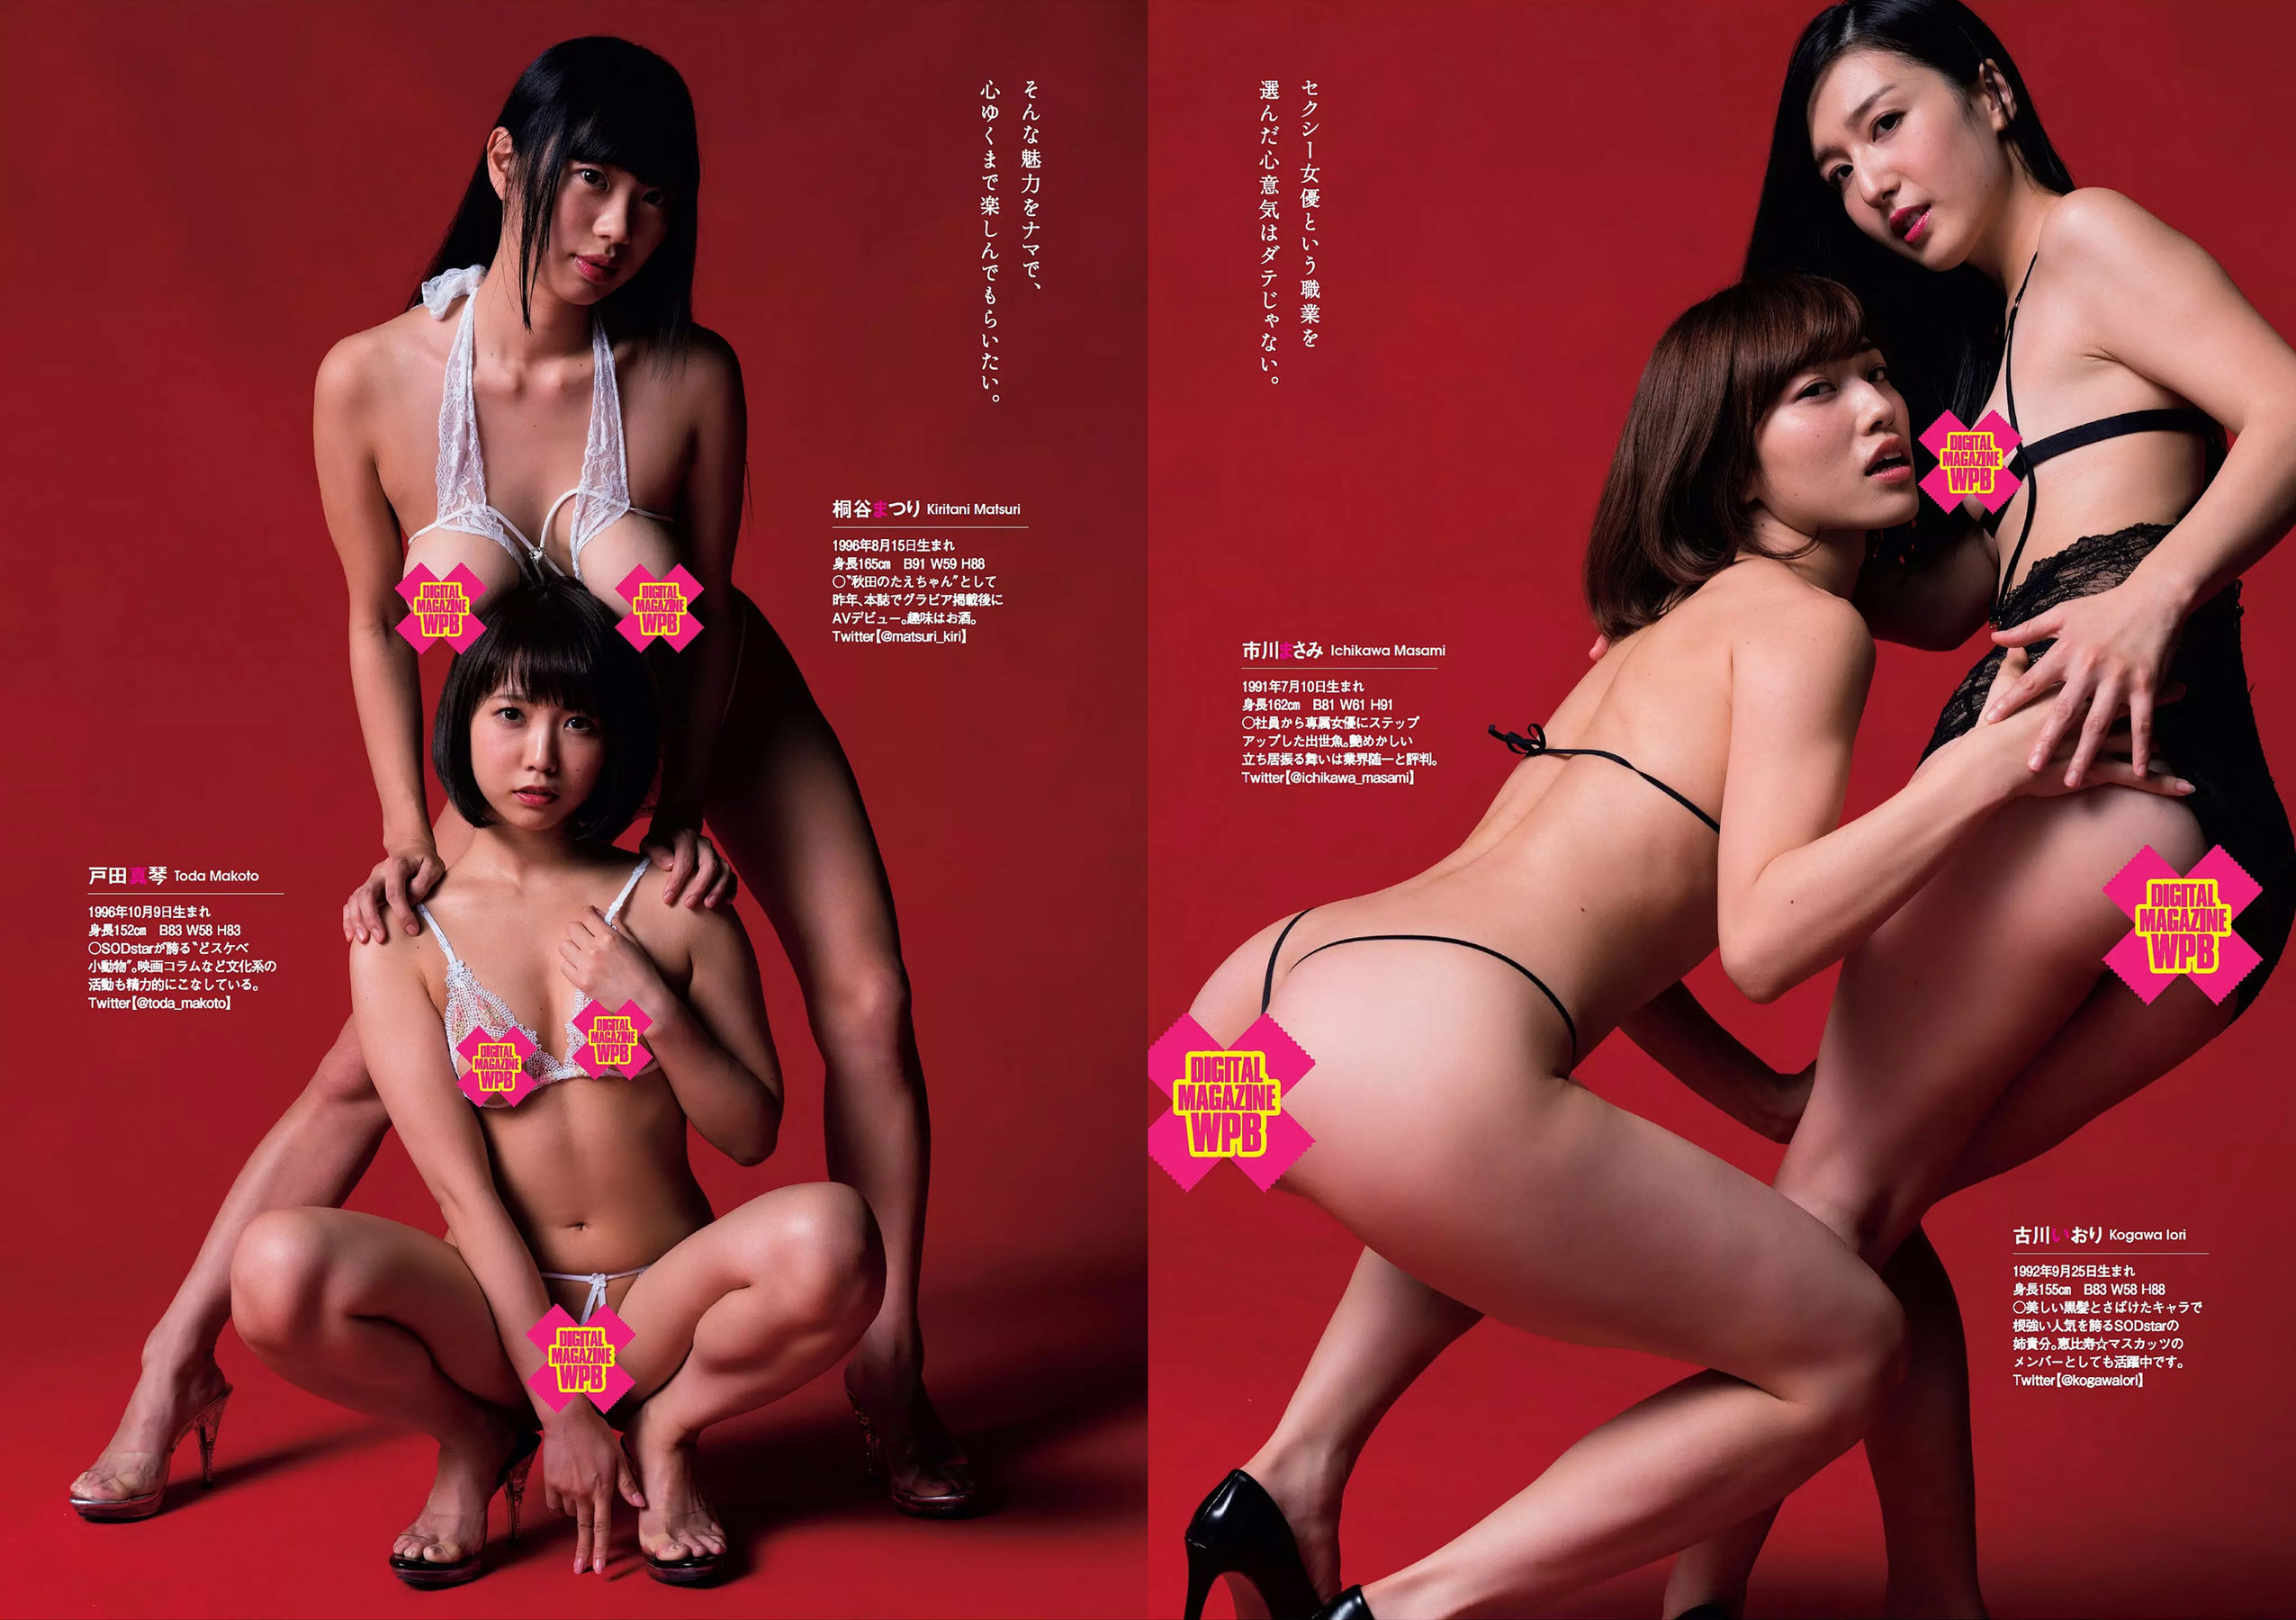 セクシー女優という職業を
選んだ心意気はダテじゃない。
そんな魅力をナマで、
心ゆくまで楽しんでもらいたい。
桐谷まつり Kiritani Matsuri
1996年8月15日生まれ
身長165㎝ B91 W59 H88
〇“秋田のたえちゃん”として
昨年、本誌でグラビア掲載後に
AVデビュー。趣味はお酒。
Twitter【@matsuri_kiri】
戸田真琴 Toda Makoto
1996年10月9日生まれ
身長152㎝ B83 W58 H83
〇SODstarが誇る“どスケベ
小動物”。映画コラムなど文化系の
活動も精力的にこなしている。
Twitter【@toda_makoto】
市川まさみ Ichikawa Masami
1991年7月10日生まれ
身長162㎝ B81 W61 H91
〇社員から専属女優にステップ
アップした出世魚。艶めかしい
立ち居振る舞いは業界随一と評判。
Twitter【@ichikawa_masami】
古川いおり Kogawa Iori
1992年9月25日生まれ
身長155㎝ B83 W58 H88
〇美しい黒髪とさばけたキャラで
根強い人気を誇るSODstarの
姉貴分。恵比寿☆マスカッツの
メンバーとしても活躍中です。
Twitter【@kogawaIori】
DIGITAL
MAGAZINE
WPB
DIGITAL
MAGAZINE
WPB
DIGITAL
MAGAZINE
WPB
DIGITAL
MAGAZINE
WPB
DIGITAL
MAGAZINE
WPB
DIGITAL
MAGAZINE
WPB
DIGITAL
MAGAZINE
WPB
DIGITAL
MAGAZINE
WPB